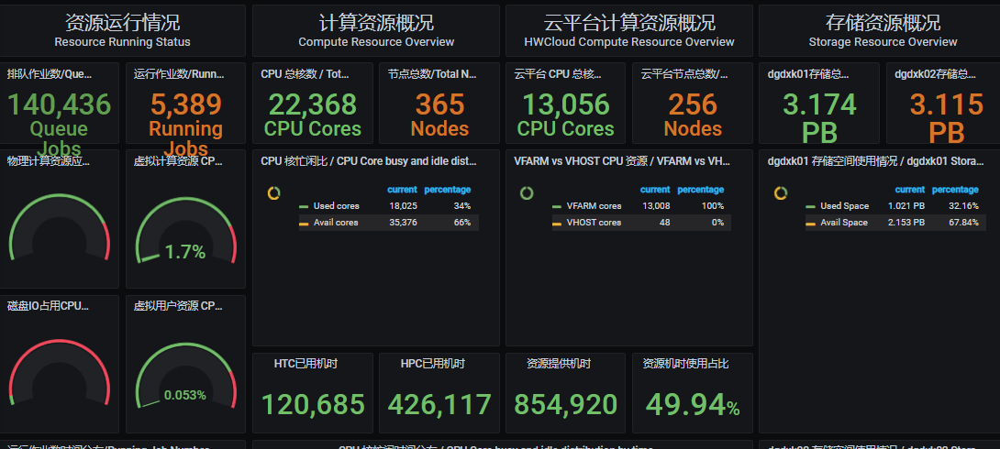 资源运行情况
Resource Running Status
计算资源概况
Compute Resource Overview
云平台计算资源概况
HWCloud Compute Resource Overview
存储资源概况
Storage Resource Overview
排队作业数/Que...
140,436
Queue
Jobs
运行作业数/Runn...
5,389
Running
Jobs
CPU 总核数 / Tot...
22,368
CPU Cores
节点总数/Total N...
365
Nodes
云平台 CPU 总核...
13,056
CPU Cores
云平台节点总数/...
256
Nodes
dgdxk01存储总...
3.174
PB
dgdxk02存储总...
3.115
PB
物理计算资源应...
虚拟计算资源 CP...
1.7%
CPU 核忙闲比 / CPU Core busy and idle dist...
current percentage
Used cores 18,025 34%
Avail cores 35,376 66%
VFARM vs VHOST CPU 资源 / VFARM vs VH...
current percentage
VFARM cores 13,008 100%
VHOST cores 48 0%
dgdxk01 存储空间使用情况 / dgdxk01 Stora...
current percentage
Used Space 1.021 PB 32.16%
Avail Space 2.153 PB 67.84%
磁盘IO占用CPU...
虚拟用户资源 CP...
0.053%
HTC已用机时
120,685
HPC已用机时
426,117
资源提供机时
854,920
资源机时使用占比
49.94%